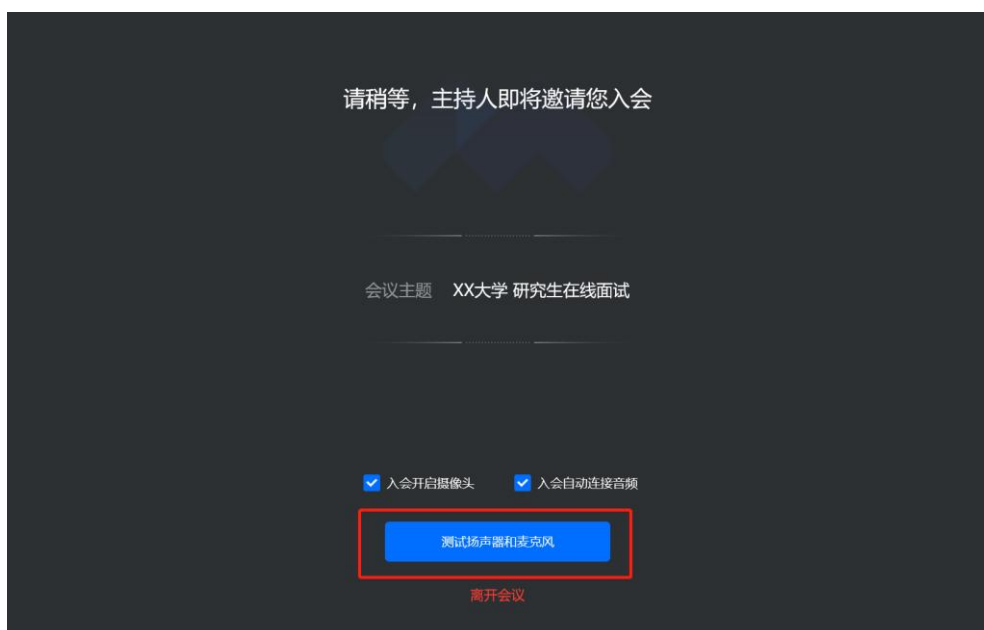 请稍等，主持人即将邀请您入会
会议主题 XX大学 研究生在线面试
入会开启摄像头 入会自动连接音频
测试扬声器和麦克风
离开会议